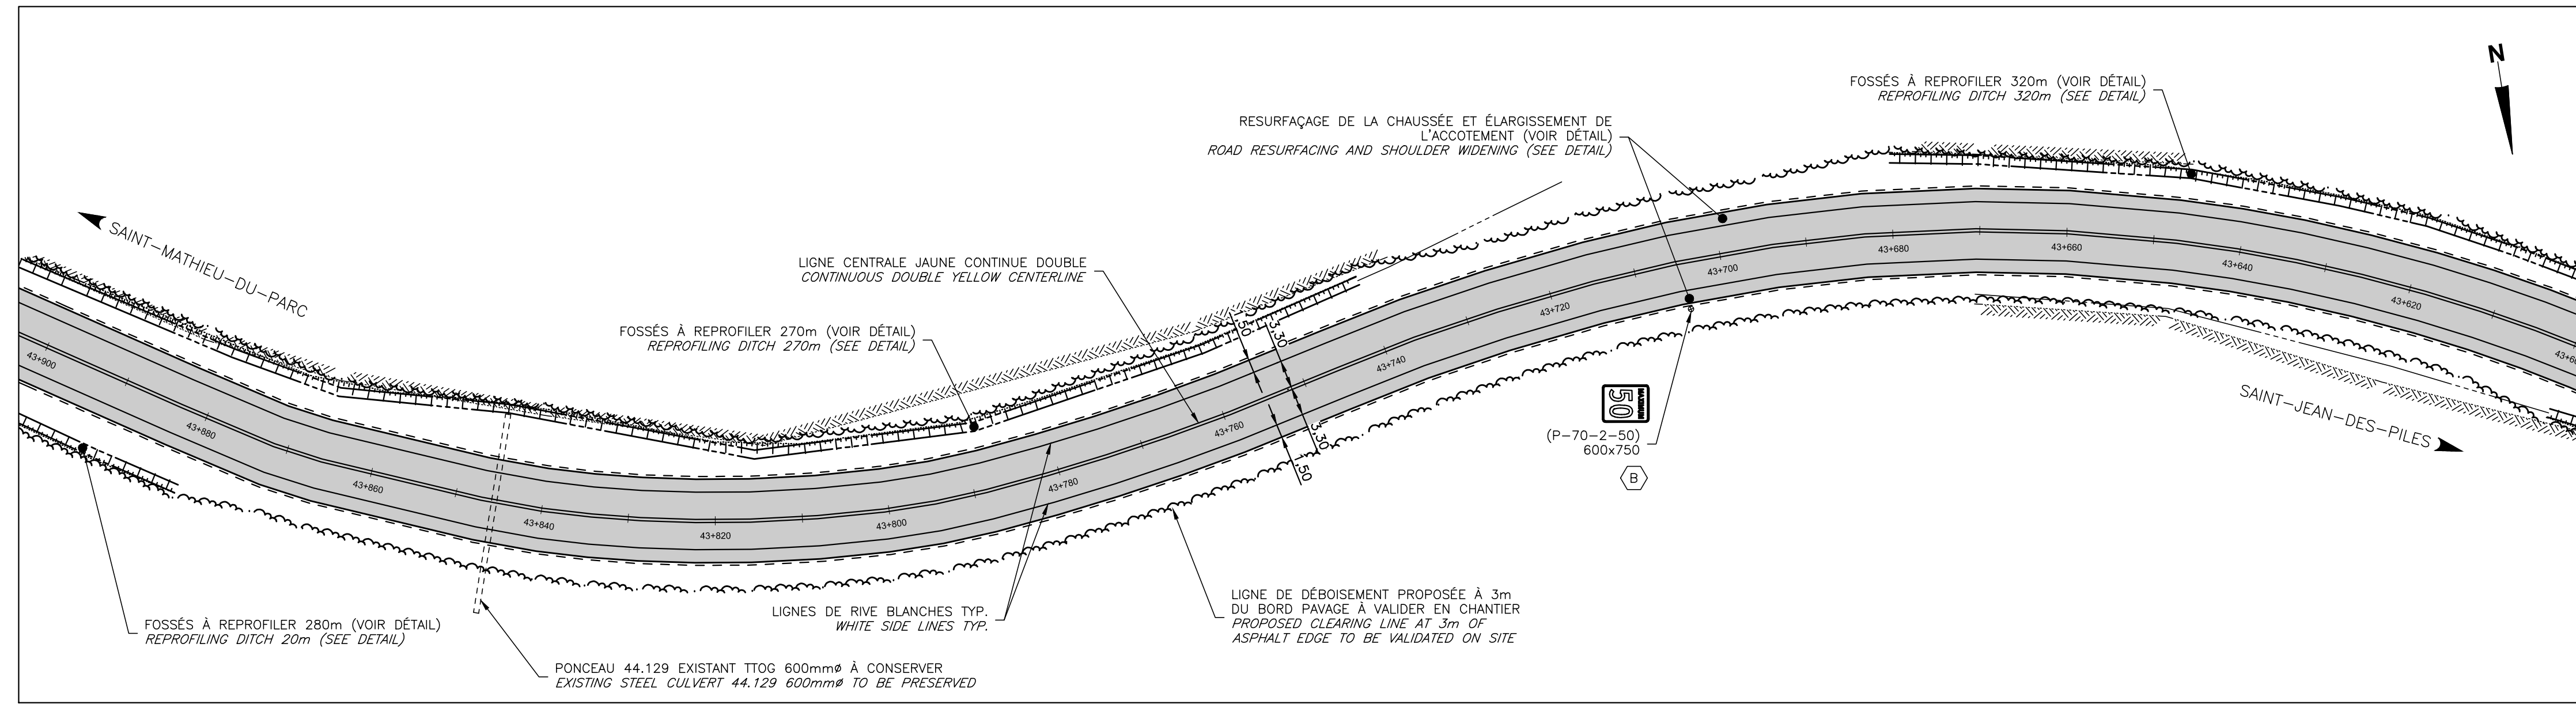 N
FOSSÉS À REPROFILER 320m (VOIR DÉTAIL)
REPROFILING DITCH 320m (SEE DETAIL)
RESURFAÇAGE DE LA CHAUSSÉE ET ÉLARGISSEMENT DE
L'ACCOTEMENT (VOIR DÉTAIL)
ROAD RESURFACING AND SHOULDER WIDENING (SEE DETAIL)
SAINT-MATHIEU-DU-PARC
LIGNE CENTRALE JAUNE CONTINUE DOUBLE
CONTINUOUS DOUBLE YELLOW CENTERLINE
FOSSÉS À REPROFILER 270m (VOIR DÉTAIL)
REPROFILING DITCH 270m (SEE DETAIL)
1,50
3,30
3,30
1,50
43+900
43+880
43+860
43+840
43+820
43+800
43+780
43+760
43+740
43+720
43+700
43+680
43+660
43+640
43+620
SAINT-JEAN-DES-PILES
MAXIMUM
50
(P-70-2-50)
600x750
B
FOSSÉS À REPROFILER 280m (VOIR DÉTAIL)
REPROFILING DITCH 20m (SEE DETAIL)
PONCEAU 44.129 EXISTANT TTOG 600mmø À CONSERVER
EXISTING STEEL CULVERT 44.129 600mmø TO BE PRESERVED
LIGNES DE RIVE BLANCHES TYP.
WHITE SIDE LINES TYP.
LIGNE DE DÉBOISEMENT PROPOSÉE À 3m
DU BORD PAVAGE À VALIDER EN CHANTIER
PROPOSED CLEARING LINE AT 3m OF
ASPHALT EDGE TO BE VALIDATED ON SITE